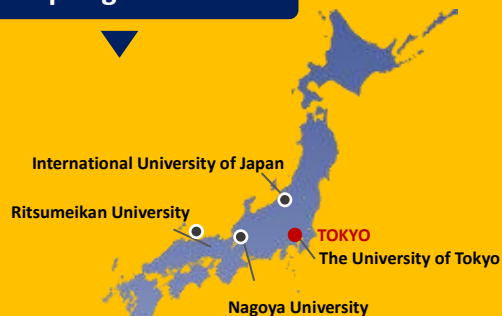 International University of Japan
Ritsumeikan University
TOKYO
The University of Tokyo
Nagoya University